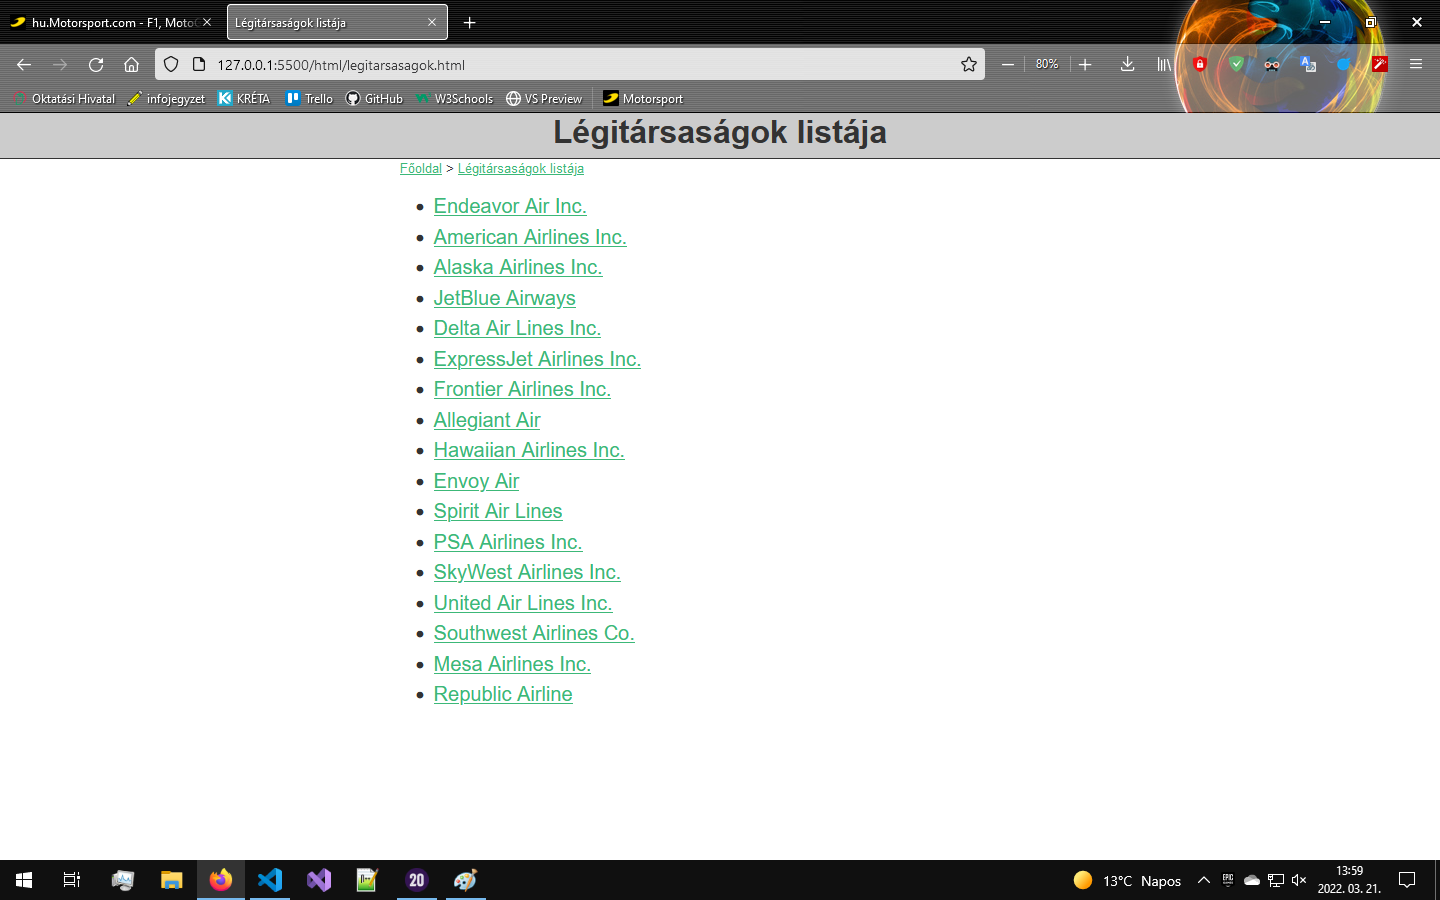 hu.Motorsport.com - F1, Moto
Légitársaságok listája
127.0.0.1:5500/html/legitarsasagok.html
80%
Oktatási Hivatal infojegyzet KRÉTA Trello GitHub W3Schools VS Preview Motorsport
Légitársaságok listája
Főoldal > Légitársaságok listája
Endeavor Air Inc.
American Airlines Inc.
Alaska Airlines Inc.
JetBlue Airways
Delta Air Lines Inc.
ExpressJet Airlines Inc.
Frontier Airlines Inc.
Allegiant Air
Hawaiian Airlines Inc.
Envoy Air
Spirit Air Lines
PSA Airlines Inc.
SkyWest Airlines Inc.
United Air Lines Inc.
Southwest Airlines Co.
Mesa Airlines Inc.
Republic Airline
20
13°C Napos
13:59
2022. 03. 21.